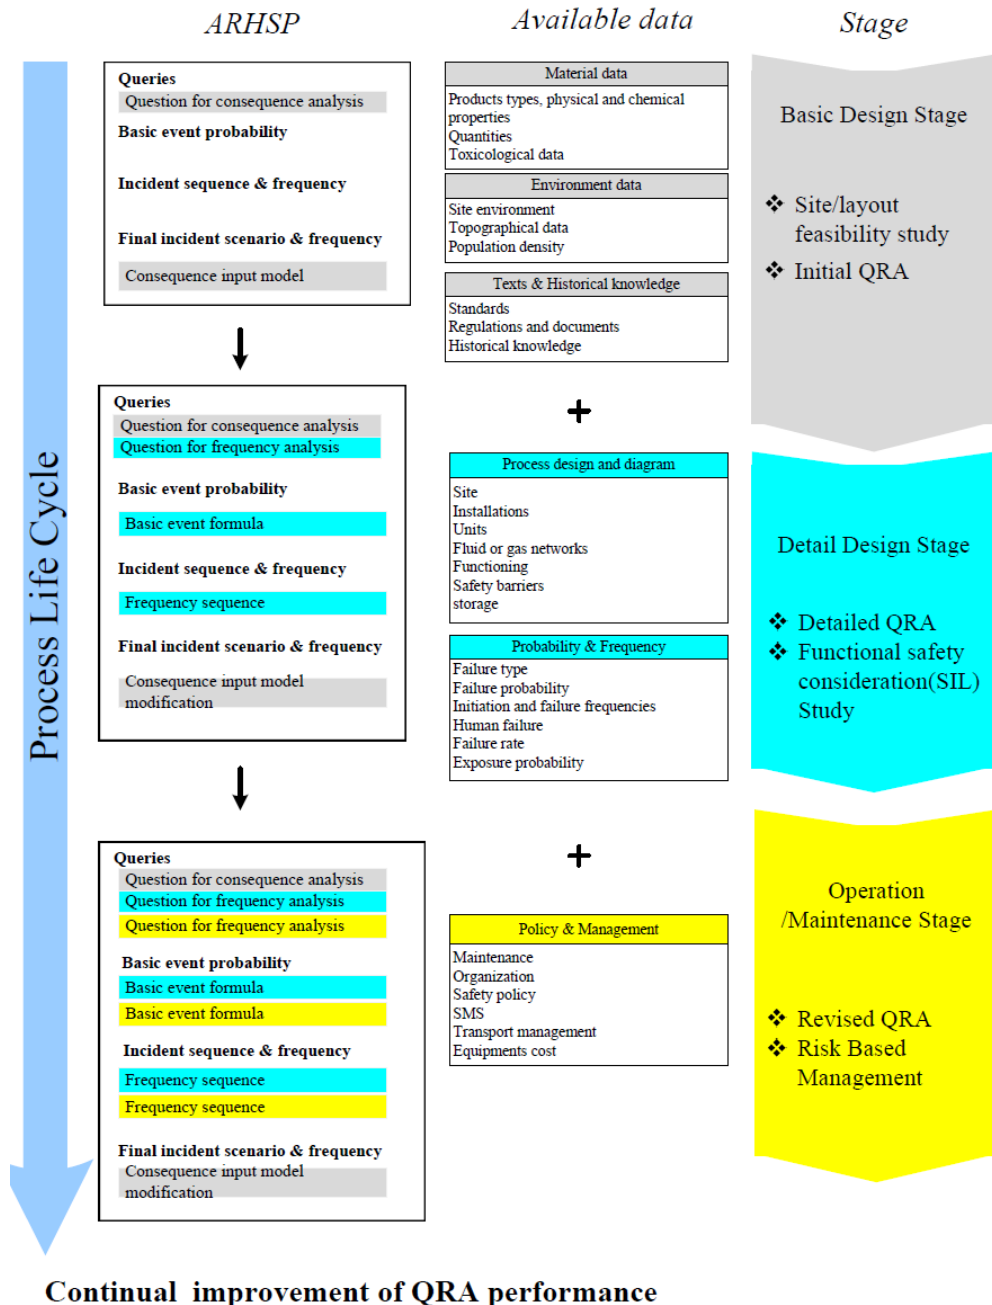 ARHSP
Available data
Stage
Process Life Cycle
Queries
Question for consequence analysis
Basic event probability
Incident sequence & frequency
Final incident scenario & frequency
Consequence input model
Material data
Products types, physical and chemical
properties
Quantities
Toxicological data
Environment data
Site environment
Topographical data
Population density
Texts & Historical knowledge
Standards
Regulations and documents
Historical knowledge
Basic Design Stage
❖ Site/layout
feasibility study
❖ Initial QRA
Queries
Question for consequence analysis
Question for frequency analysis
Basic event probability
Basic event formula
Incident sequence & frequency
Frequency sequence
Final incident scenario & frequency
Consequence input model
modification
+
Process design and diagram
Site
Installations
Units
Fluid or gas networks
Functioning
Safety barriers
storage
Probability & Frequency
Failure type
Failure probability
Initiation and failure frequencies
Human failure
Failure rate
Exposure probability
Detail Design Stage
❖ Detailed QRA
❖ Functional safety
consideration(SIL)
Study
Queries
Question for consequence analysis
Question for frequency analysis
Question for frequency analysis
Basic event probability
Basic event formula
Basic event formula
Incident sequence & frequency
Frequency sequence
Frequency sequence
Final incident scenario & frequency
Consequence input model
modification
+
Policy & Management
Maintenance
Organization
Safety policy
SMS
Transport management
Equipments cost
Operation
/Maintenance Stage
❖ Revised QRA
❖ Risk Based
Management
Continual improvement of QRA performance